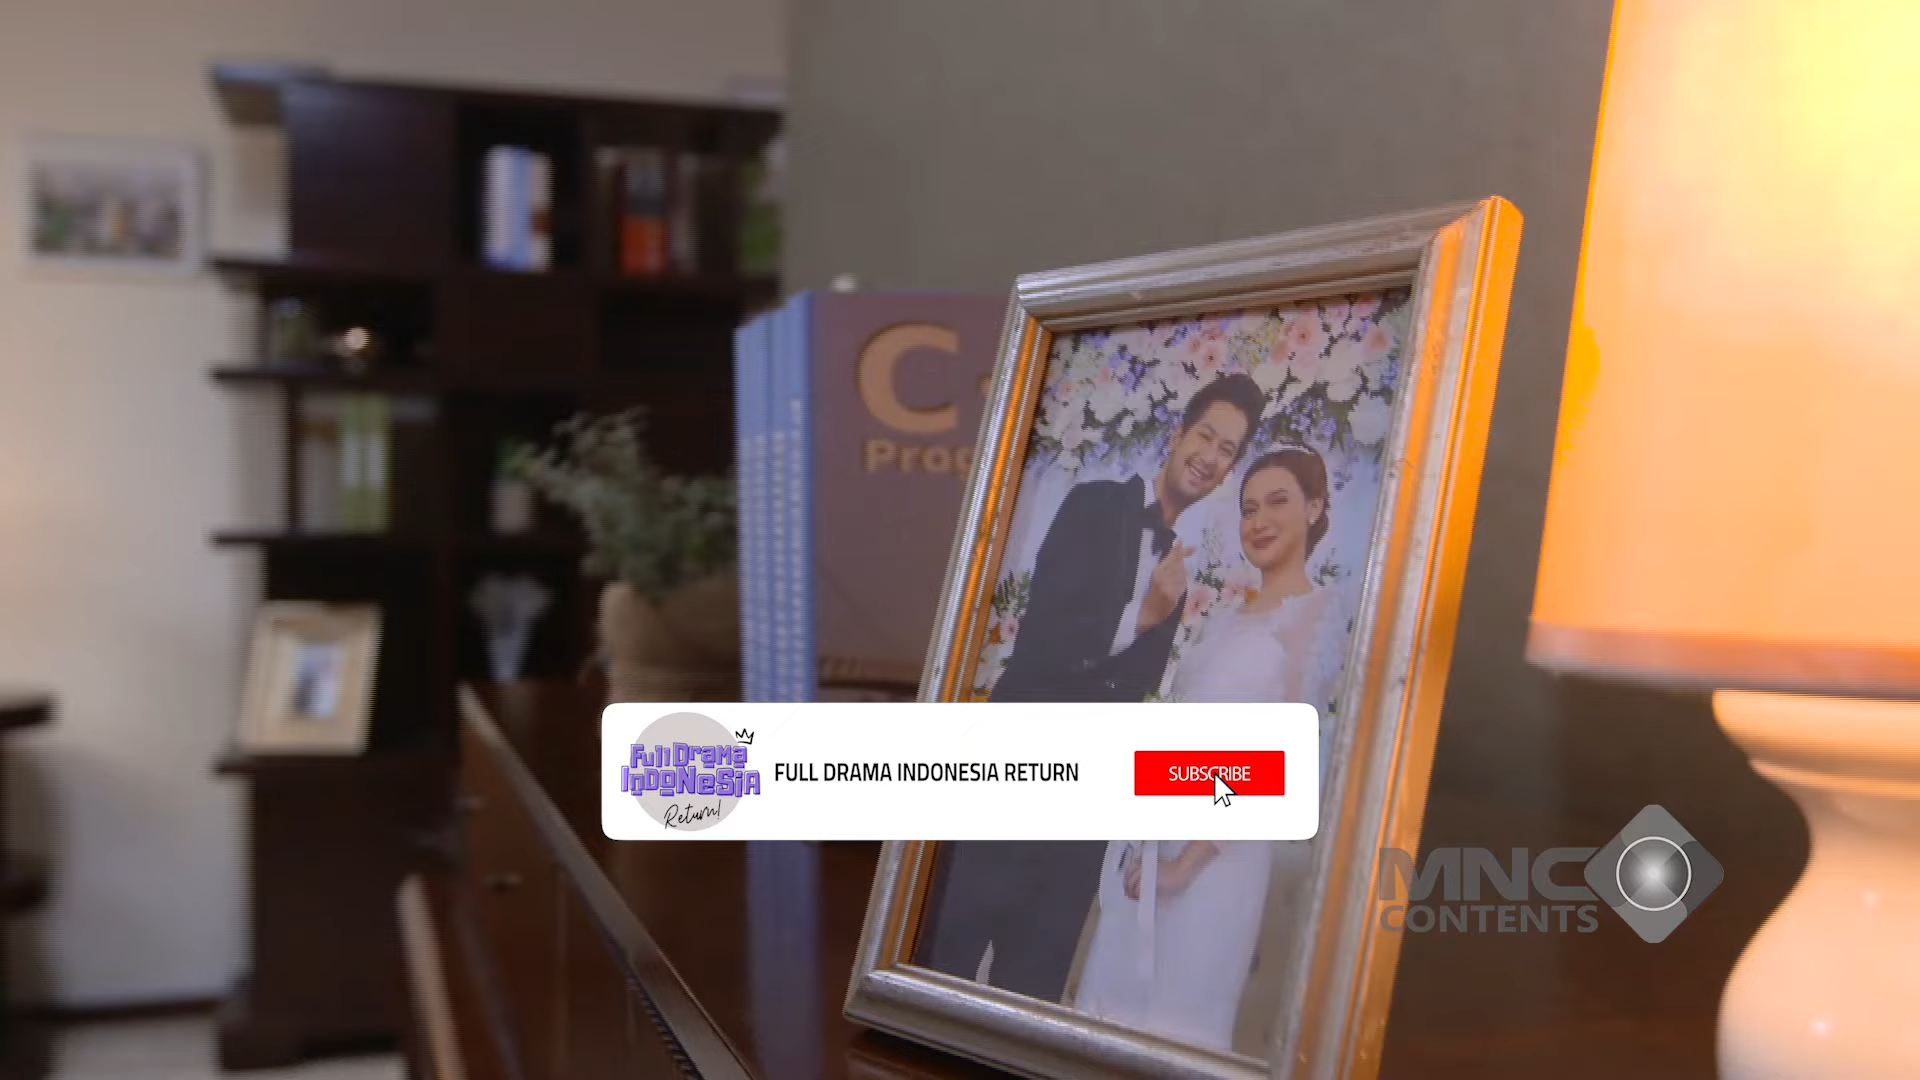 C
Prog
Full Drama
Indonesia
Return!
FULL DRAMA INDONESIA RETURN
SUBSCRIBE
MNC
CONTENTS